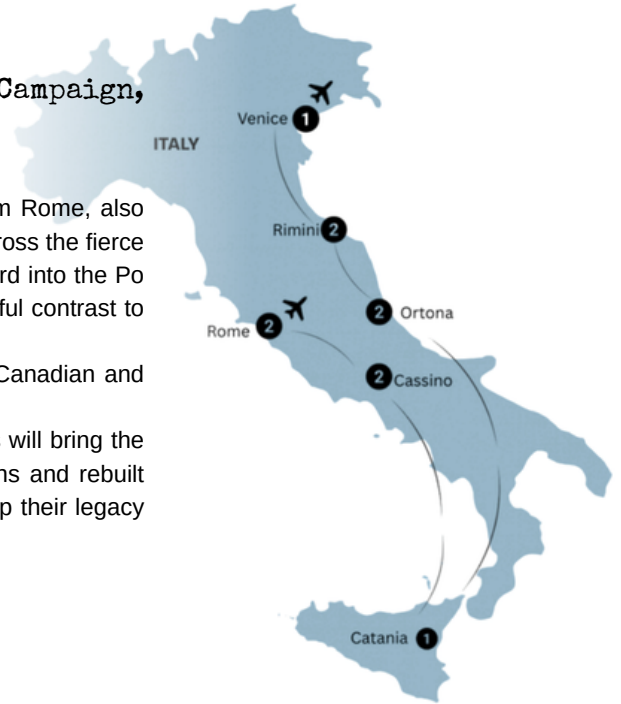 Campaign,
Venice 1
ITALY
m Rome, also
ross the fierce
Rimini 2
rd into the Po
ful contrast to
2 Ortona
Rome 2
Canadian and
2 Cassino
will bring the
ns and rebuilt
p their legacy
Catania 1